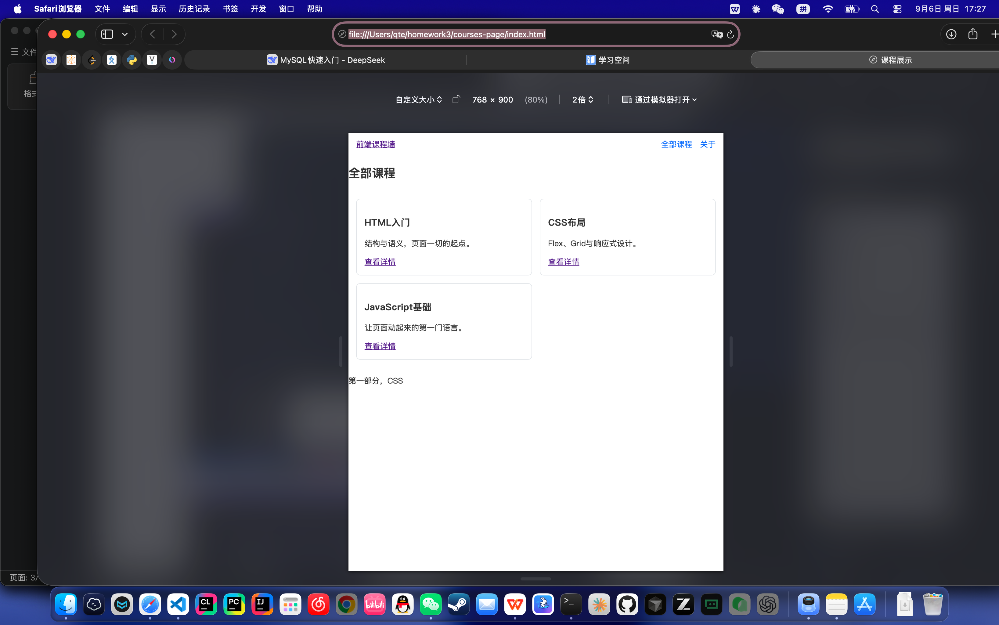 Safari浏览器 文件 编辑 显示 历史记录 书签 开发 窗口 帮助 拼 9月6日 周日 17:27
file:///Users/qte/homework3/courses-page/index.html
文件
MySQL 快速入门 - DeepSeek 学习空间 课程展示
格式
自定义大小 768 × 900 (80%) 2倍 通过模拟器打开
前端课程墙 全部课程 关于
全部课程
HTML入门 CSS布局
结构与语义，页面一切的起点。 Flex、Grid与响应式设计。
查看详情 查看详情
JavaScript基础
让页面动起来的第一门语言。
查看详情
第一部分，CSS
页面: 3/
CL PC IJ bilibili